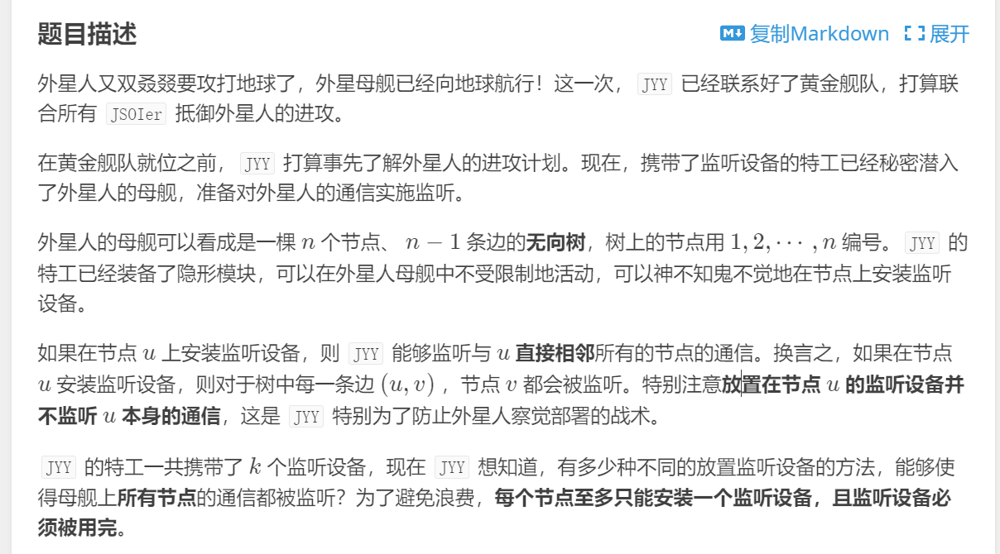 题目描述
复制Markdown 展开
外星人又双叒叕要攻打地球了，外星母舰已经向地球航行！这一次， JYY 已经联系好了黄金舰队，打算联
合所有 JSOIer 抵御外星人的进攻。
在黄金舰队就位之前， JYY 打算事先了解外星人的进攻计划。现在，携带了监听设备的特工已经秘密潜入
了外星人的母舰，准备对外星人的通信实施监听。
外星人的母舰可以看成是一棵 n 个节点、 n − 1 条边的无向树，树上的节点用 1, 2, ⋯ , n 编号。 JYY 的
特工已经装备了隐形模块，可以在外星人母舰中不受限制地活动，可以神不知鬼不觉地在节点上安装监听
设备。
如果在节点 u 上安装监听设备，则 JYY 能够监听与 u 直接相邻所有的节点的通信。换言之，如果在节点
u 安装监听设备，则对于树中每一条边 (u, v) ，节点 v 都会被监听。特别注意放置在节点 u 的监听设备并
不监听 u 本身的通信，这是 JYY 特别为了防止外星人察觉部署的战术。
JYY 的特工一共携带了 k 个监听设备，现在 JYY 想知道，有多少种不同的放置监听设备的方法，能够使
得母舰上所有节点的通信都被监听？为了避免浪费，每个节点至多只能安装一个监听设备，且监听设备必
须被用完。